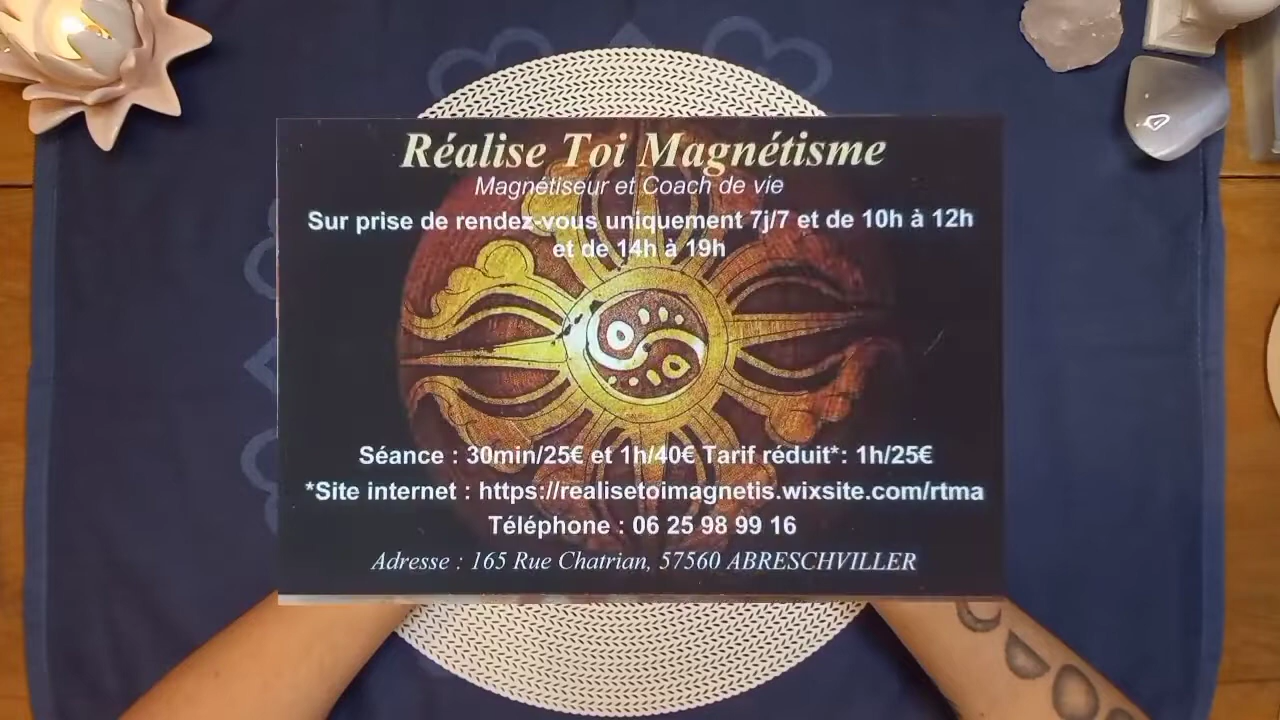 Réalise Toi Magnétisme
Magnétiseur et Coach de vie
Sur prise de rendez-vous uniquement 7j/7 et de 10h à 12h
et de 14h à 19h
Séance : 30min/25€ et 1h/40€ Tarif réduit*: 1h/25€
*Site internet : https://realisetoimagnetis.wixsite.com/rtma
Téléphone : 06 25 98 99 16
Adresse : 165 Rue Chatrian, 57560 ABRESCHVILLER